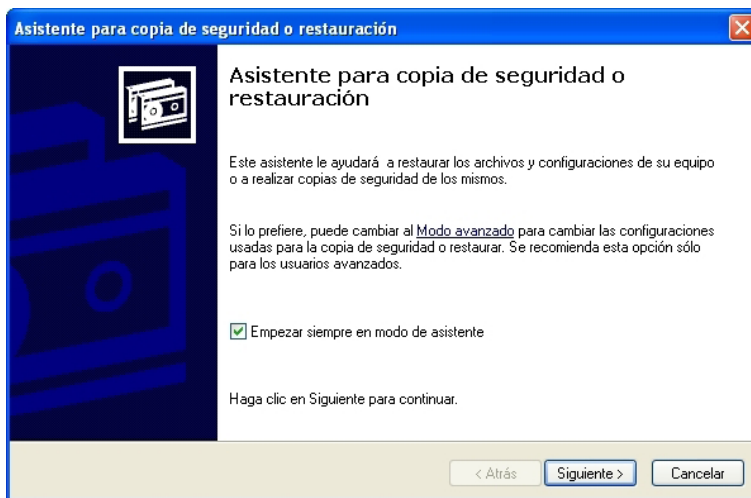 Asistente para copia de seguridad o restauración
Asistente para copia de seguridad o
restauración
Este asistente le ayudará a restaurar los archivos y configuraciones de su equipo
o a realizar copias de seguridad de los mismos.
Si lo prefiere, puede cambiar al Modo avanzado para cambiar las configuraciones
usadas para la copia de seguridad o restaurar. Se recomienda esta opción sólo
para los usuarios avanzados.
Empezar siempre en modo de asistente
Haga clic en Siguiente para continuar.
< Atrás Siguiente > Cancelar